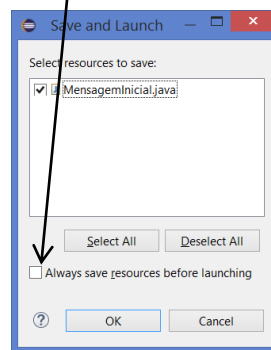 Save and Launch
Select resources to save:
MensagemInicial.java
Select All Deselect All
Always save resources before launching
? OK Cancel